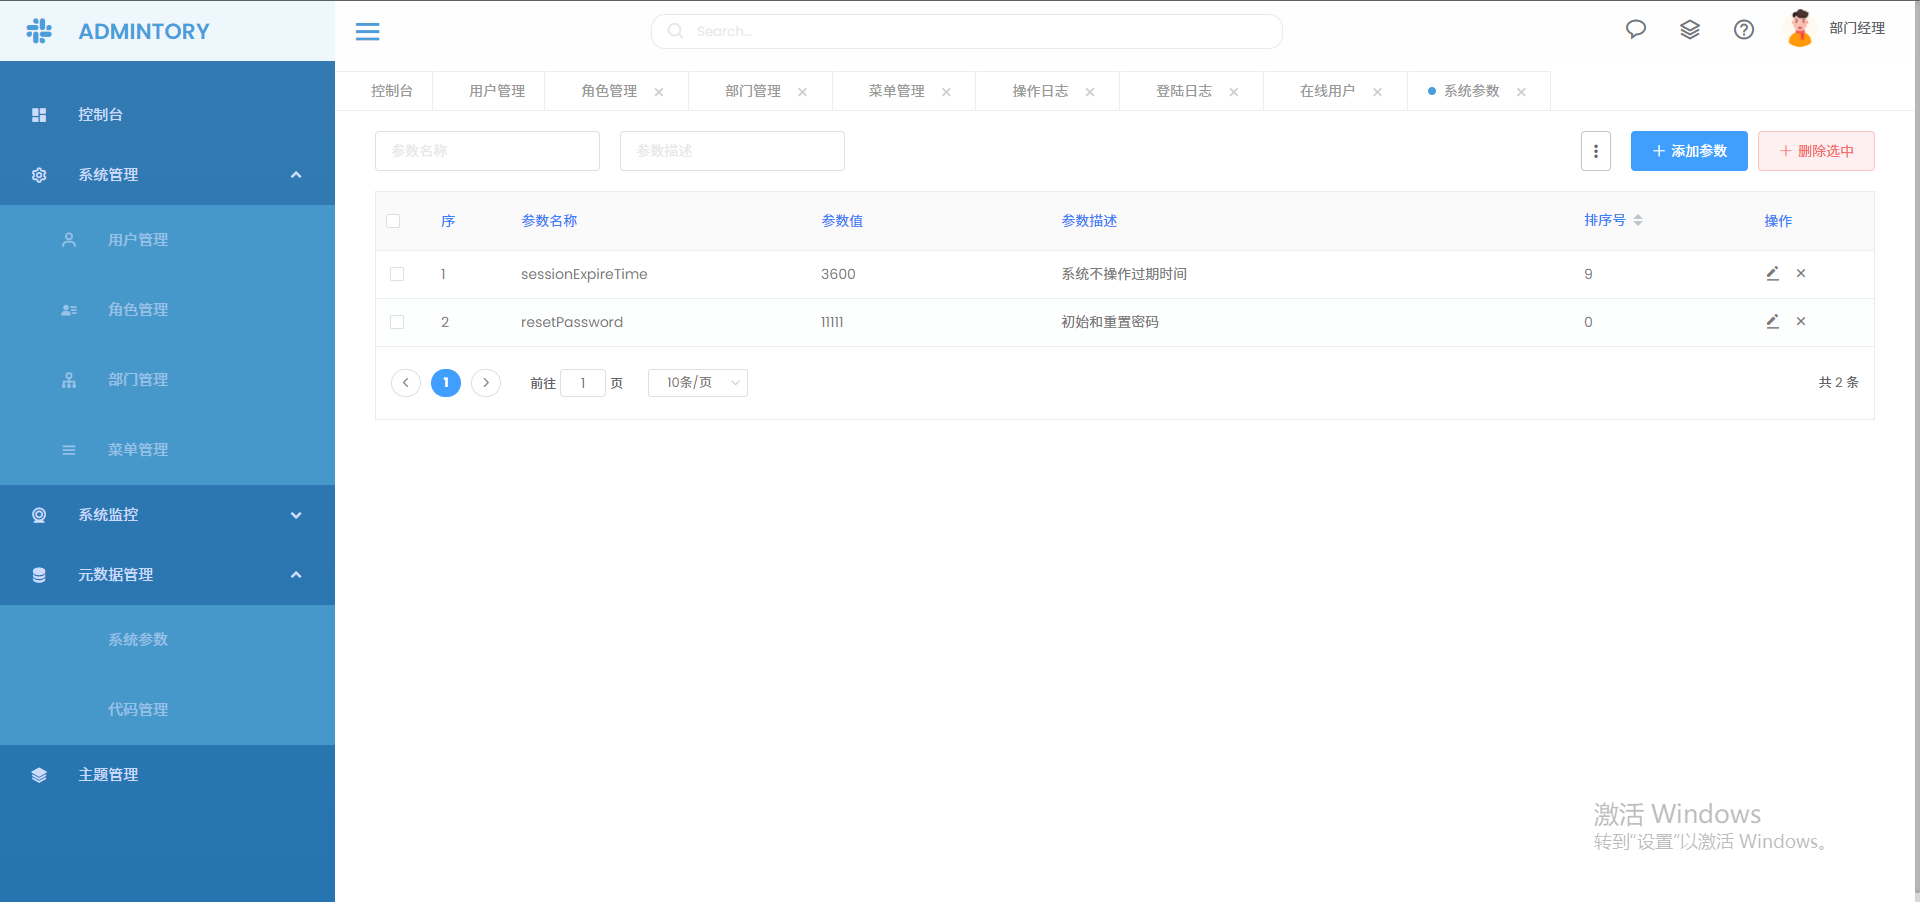 ADMINTORY
Search...
部门经理
控制台
系统管理
用户管理
角色管理
部门管理
菜单管理
系统监控
元数据管理
系统参数
代码管理
主题管理
控制台 用户管理 角色管理 部门管理 菜单管理 操作日志 登陆日志 在线用户 系统参数
参数名称 参数描述 添加参数 删除选中
序 参数名称 参数值 参数描述 排序号 操作
1 sessionExpireTime 3600 系统不操作过期时间 9
2 resetPassword 11111 初始和重置密码 0
1 前往 1 页 10条/页 共 2 条
激活 Windows
转到“设置”以激活 Windows。